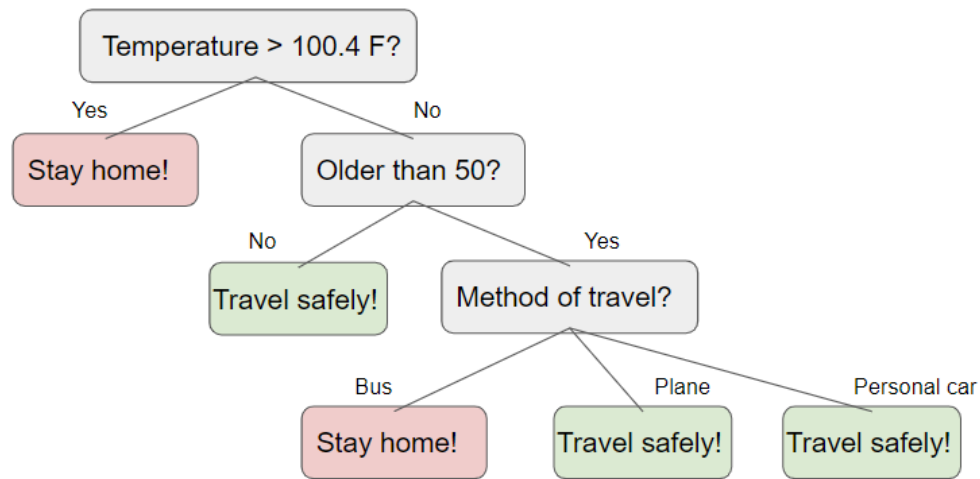 Temperature > 100.4 F?
Yes
No
Stay home!
Older than 50?
No
Yes
Travel safely!
Method of travel?
Bus
Plane
Personal car
Stay home!
Travel safely!
Travel safely!